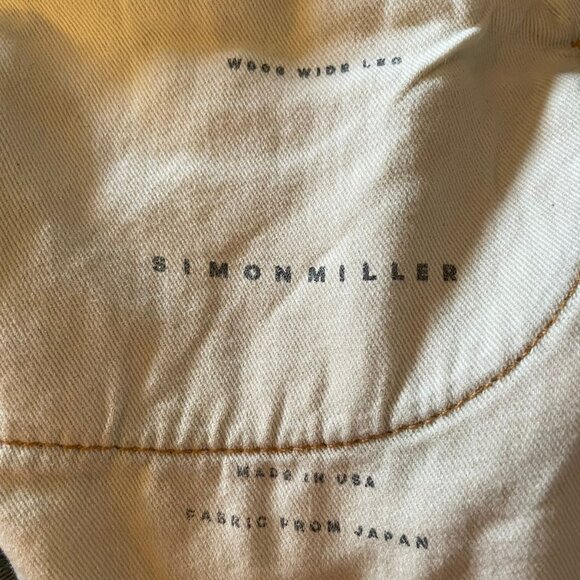 W006 WIDE LEG
SIMONMILLER
MADE IN USA
FABRIC FROM JAPAN